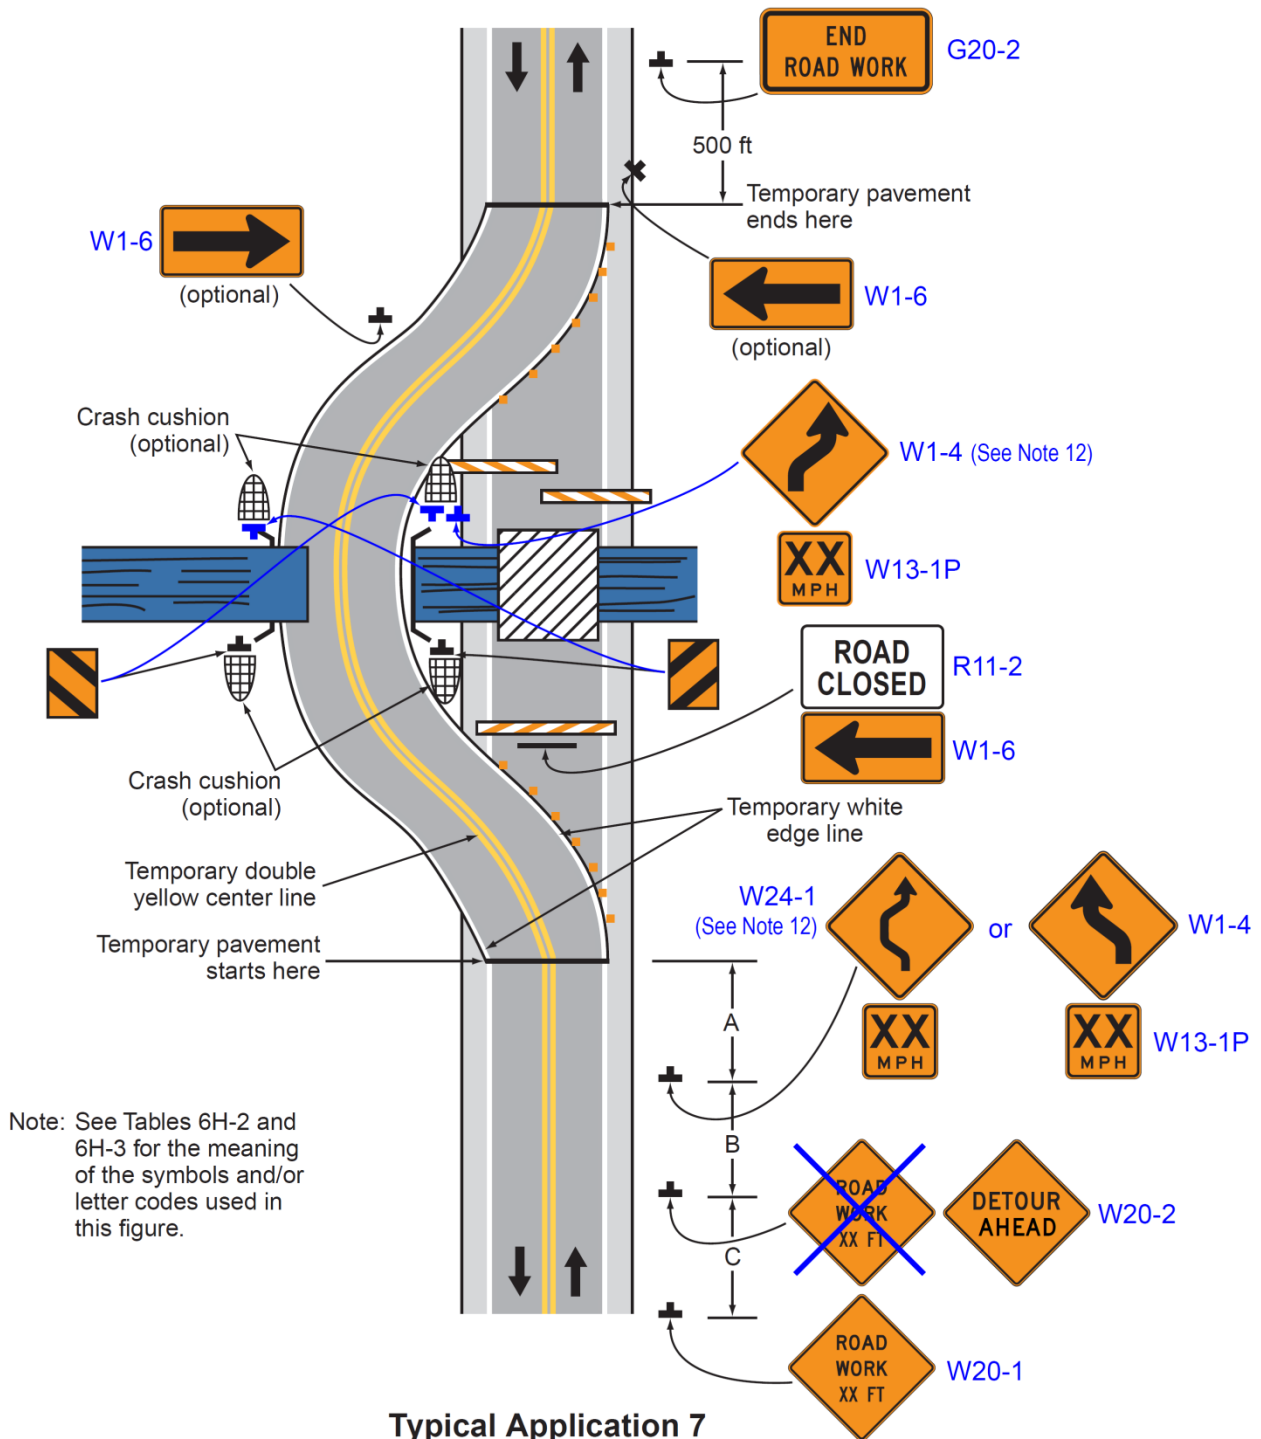 END
ROAD WORK
G20-2
500 ft
Temporary pavement
ends here
W1-6
(optional)
W1-6
(optional)
Crash cushion
(optional)
W1-4 (See Note 12)
XX
MPH
W13-1P
ROAD
CLOSED
R11-2
W1-6
Crash cushion
(optional)
Temporary white
edge line
Temporary double
yellow center line
W24-1
(See Note 12)
or
W1-4
Temporary pavement
starts here
A
XX
MPH
XX
MPH
W13-1P
Note: See Tables 6H-2 and
6H-3 for the meaning
of the symbols and/or
letter codes used in
this figure.
B
ROAD
WORK
XX FT
DETOUR
AHEAD
W20-2
C
ROAD
WORK
XX FT
W20-1
Typical Application 7